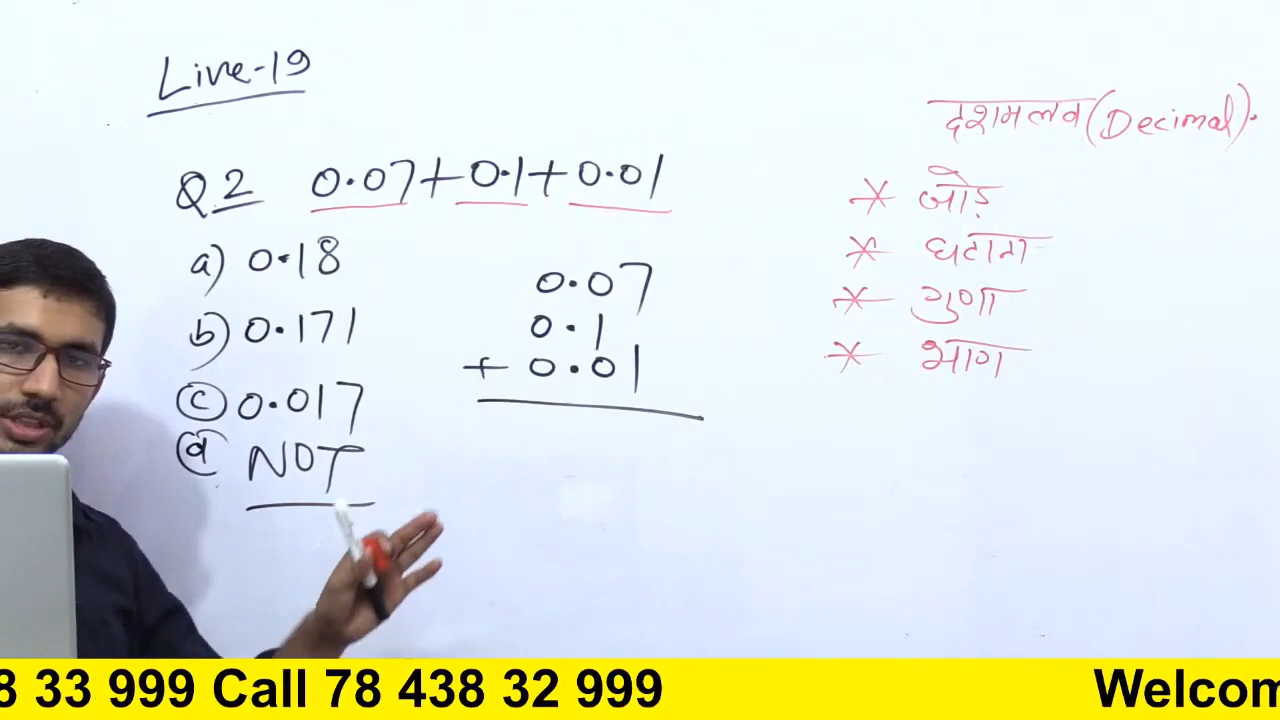 Live-19
Q2 0.07+0.1+0.01
a) 0.18
b) 0.171
c) 0.017
d) NOT
0.07
0.1
+ 0.01
दशमलव (Decimal).
* जोड़
* घटाना
* गुणा
* भाग
8 33 999 Call 78 438 32 999 Welcom